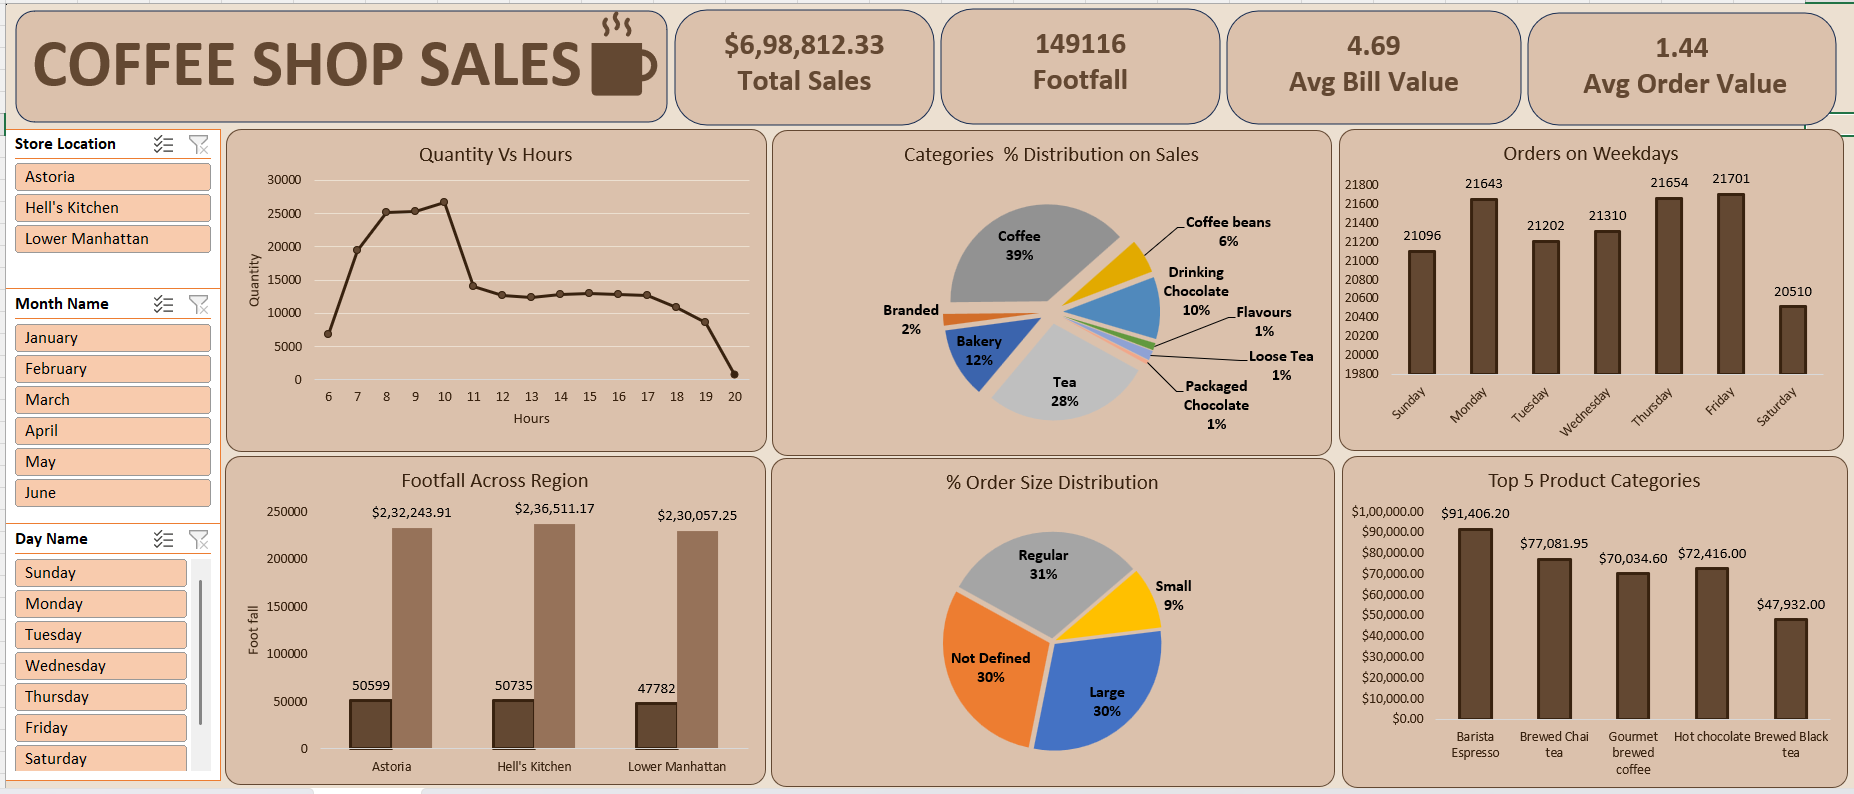 COFFEE SHOP SALES
$6,98,812.33
Total Sales
149116
Footfall
4.69
Avg Bill Value
1.44
Avg Order Value
Store Location
Astoria
Hell's Kitchen
Lower Manhattan
Month Name
January
February
March
April
May
June
Day Name
Sunday
Monday
Tuesday
Wednesday
Thursday
Friday
Saturday
Quantity Vs Hours
Quantity
30000
25000
20000
15000
10000
5000
0
6 7 8 9 10 11 12 13 14 15 16 17 18 19 20
Hours
Categories % Distribution on Sales
Coffee
39%
Coffee beans
6%
Drinking
Chocolate
10%
Flavours
1%
Loose Tea
1%
Packaged
Chocolate
1%
Tea
28%
Bakery
12%
Branded
2%
Orders on Weekdays
21800
21600
21400
21200
21000
20800
20600
20400
20200
20000
19800
21096
21643
21202
21310
21654
21701
20510
Sunday
Monday
Tuesday
Wednesday
Thursday
Friday
Saturday
Footfall Across Region
Foot fall
250000
200000
150000
100000
50000
0
$2,32,243.91
$2,36,511.17
$2,30,057.25
50599
50735
47782
Astoria
Hell's Kitchen
Lower Manhattan
% Order Size Distribution
Regular
31%
Small
9%
Large
30%
Not Defined
30%
Top 5 Product Categories
$1,00,000.00
$90,000.00
$80,000.00
$70,000.00
$60,000.00
$50,000.00
$40,000.00
$30,000.00
$20,000.00
$10,000.00
$0.00
$91,406.20
$77,081.95
$70,034.60
$72,416.00
$47,932.00
Barista
Espresso
Brewed Chai
tea
Gourmet
brewed
coffee
Hot chocolate
Brewed Black
tea